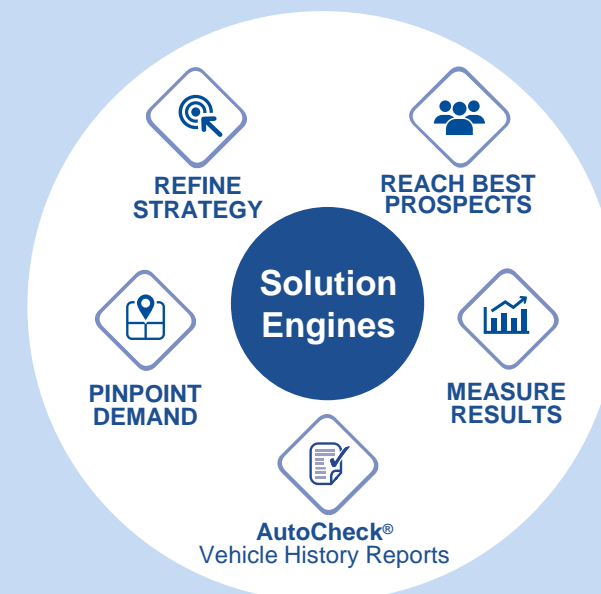 REFINE
STRATEGY
REACH BEST
PROSPECTS
Solution
Engines
PINPOINT
DEMAND
MEASURE
RESULTS
AutoCheck®
Vehicle History Reports